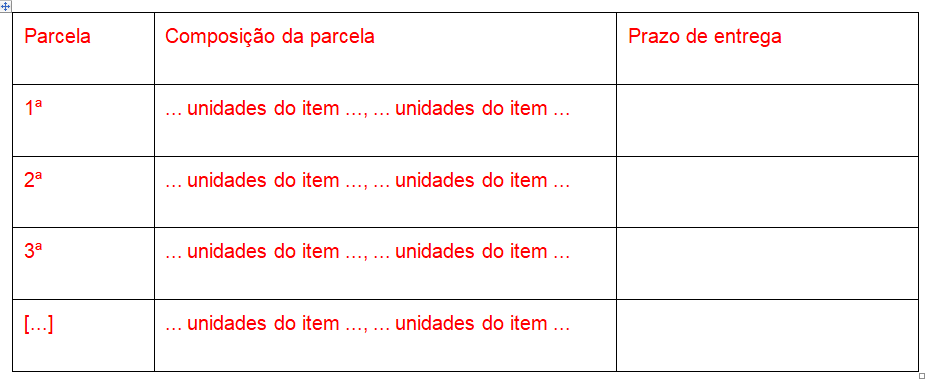 Parcela Composição da parcela Prazo de entrega
1ª ... unidades do item ..., ... unidades do item ...
2ª ... unidades do item ..., ... unidades do item ...
3ª ... unidades do item ..., ... unidades do item ...
[...] ... unidades do item ..., ... unidades do item ...